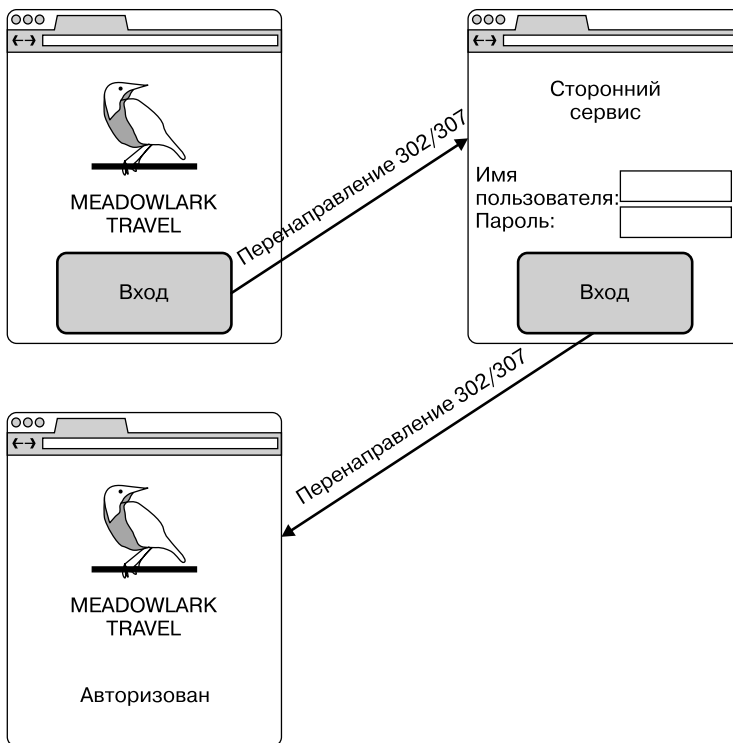 MEADOWLARK
TRAVEL
Вход
Перенаправление 302/307
Сторонний
сервис
Имя
пользователя:
Пароль:
Вход
Перенаправление 302/307
MEADOWLARK
TRAVEL
Авторизован